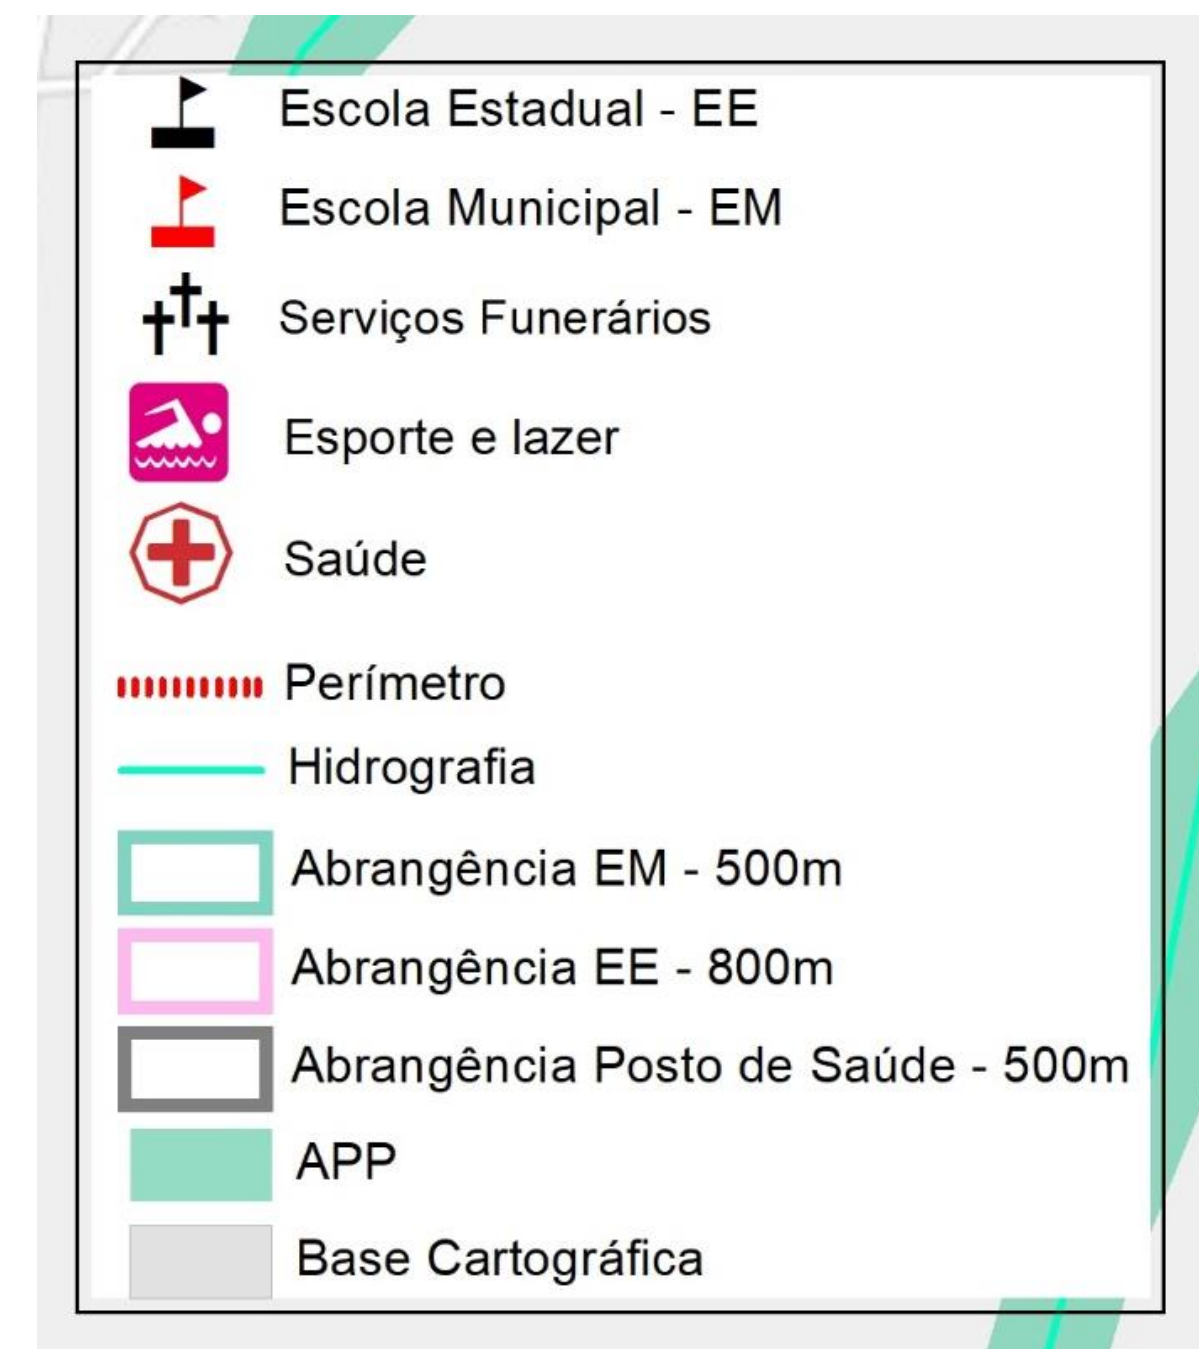 Escola Estadual - EE
Escola Municipal - EM
Serviços Funerários
Esporte e lazer
Saúde
Perímetro
Hidrografia
Abrangência EM - 500m
Abrangência EE - 800m
Abrangência Posto de Saúde - 500m
APP
Base Cartográfica